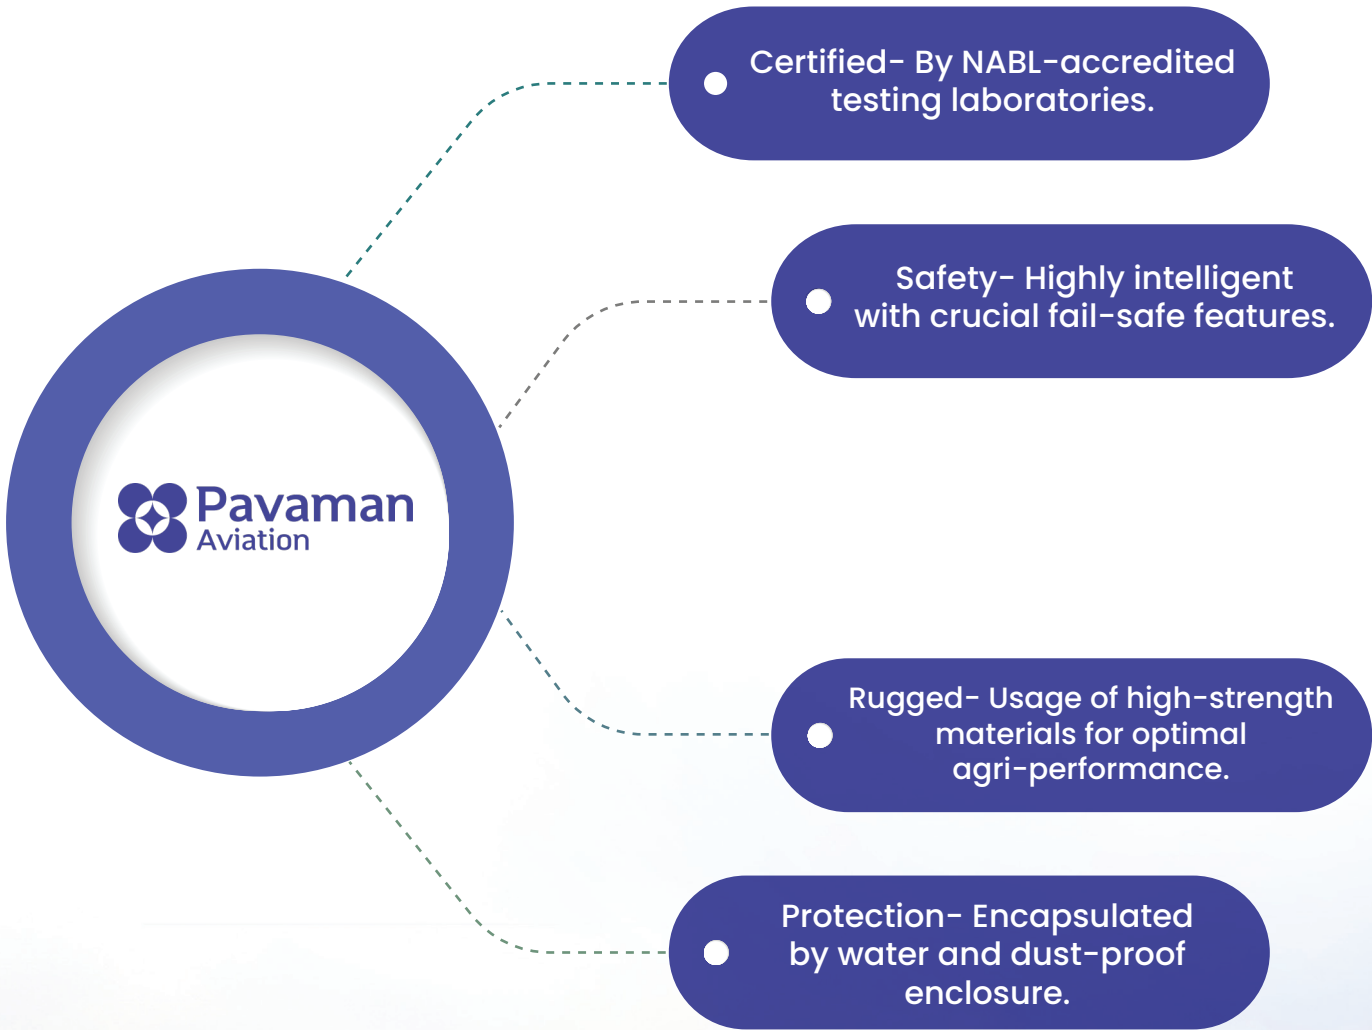 Certified- By NABL-accredited
testing laboratories.
Safety- Highly intelligent
with crucial fail-safe features.
Pavaman
Aviation
Rugged- Usage of high-strength
materials for optimal
agri-performance.
Protection- Encapsulated
by water and dust-proof
enclosure.